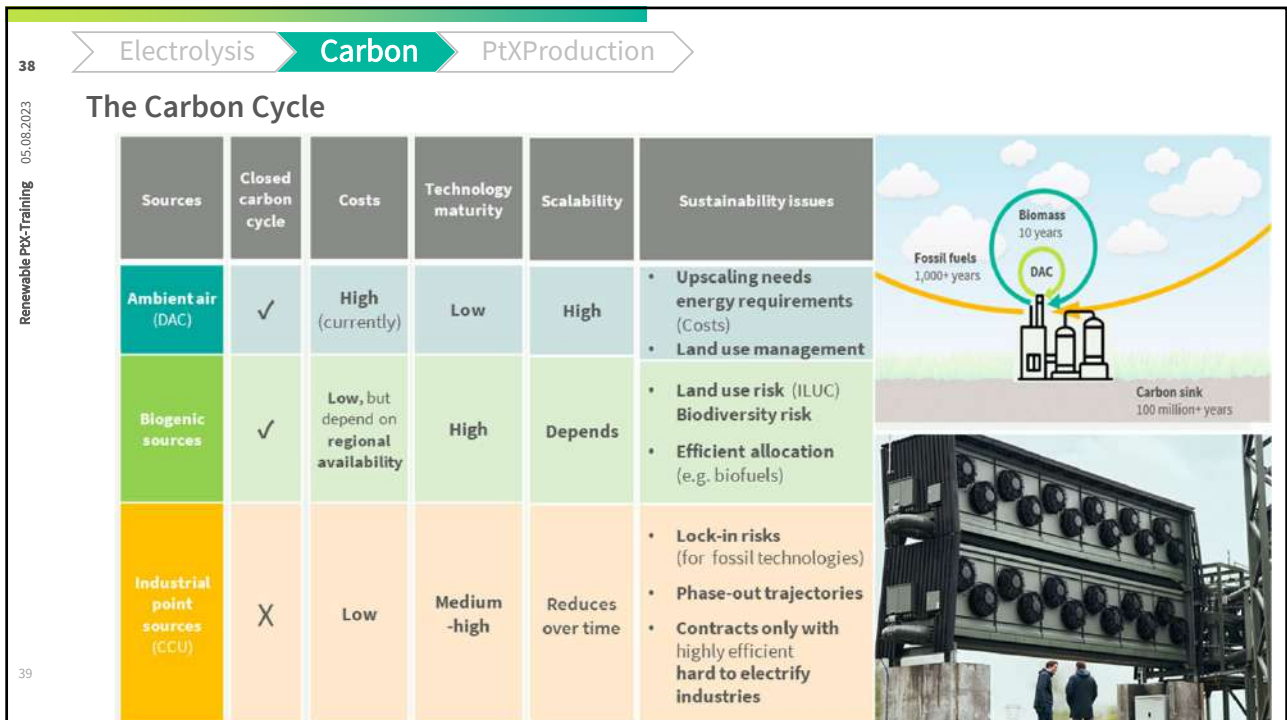 Electrolysis
Carbon
PtXProduction
38
05.08.2023
Renewable PtX-Training
39
The Carbon Cycle
Sources
Closed
carbon
cycle
Costs
Technology
maturity
Scalability
Sustainability issues
Ambient air
(DAC)
✓
High
(currently)
Low
High
• Upscaling needs
energy requirements
(Costs)
• Land use management
Biogenic
sources
✓
Low, but
depend on
regional
availability
High
Depends
• Land use risk (ILUC)
Biodiversity risk
• Efficient allocation
(e.g. biofuels)
Industrial
point
sources
(CCU)
X
Low
Medium
-high
Reduces
over time
• Lock-in risks
(for fossil technologies)
• Phase-out trajectories
• Contracts only with
highly efficient
hard to electrify
industries
Biomass
10 years
Fossil fuels
1,000+ years
DAC
Carbon sink
100 million+ years